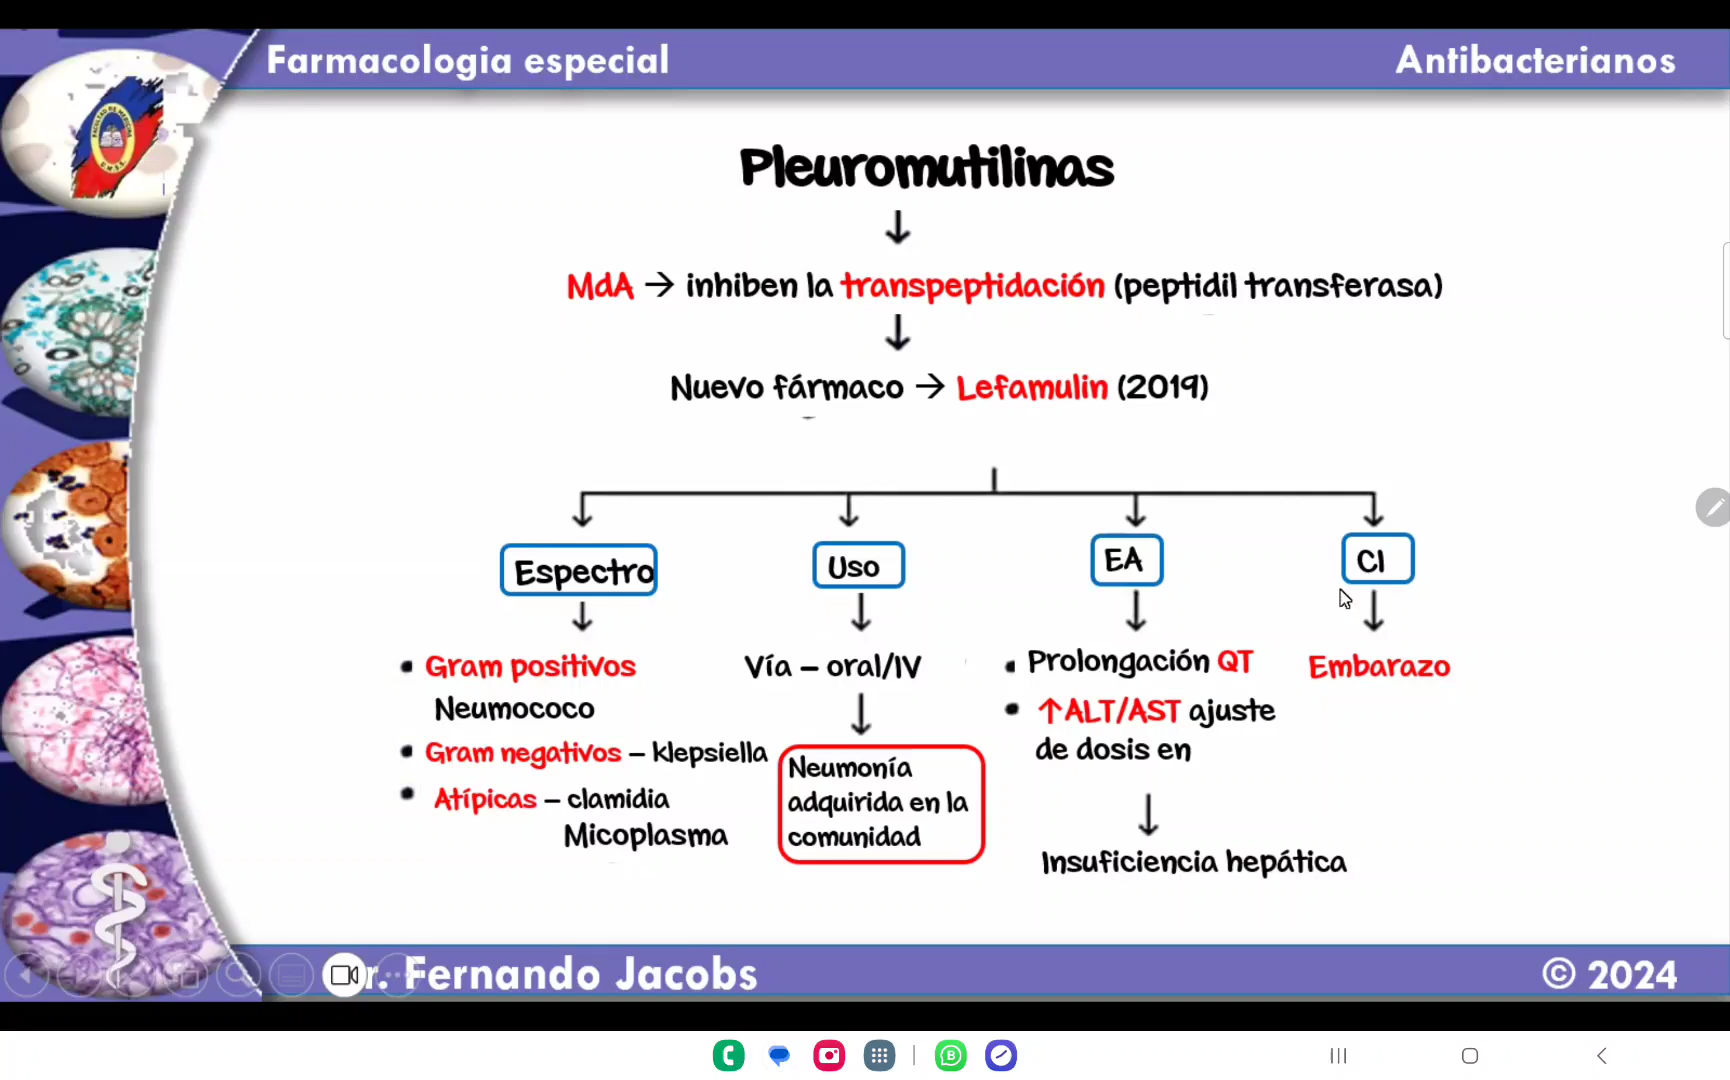 Farmacologia especial
Antibacterianos
Pleuromutilinas
MdA → inhiben la transpeptidación (peptidil transferasa)
Nuevo fármaco → Lefamulin (2019)
Espectro
Uso
EA
CI
• Gram positivos
Neumococo
• Gram negativos – Klepsiella
• Atípicas – clamidia
Micoplasma
Vía – oral/IV
Neumonía
adquirida en la
comunidad
• Prolongación QT
• ↑ALT/AST ajuste
de dosis en
Insuficiencia hepática
Embarazo
r. Fernando Jacobs
© 2024